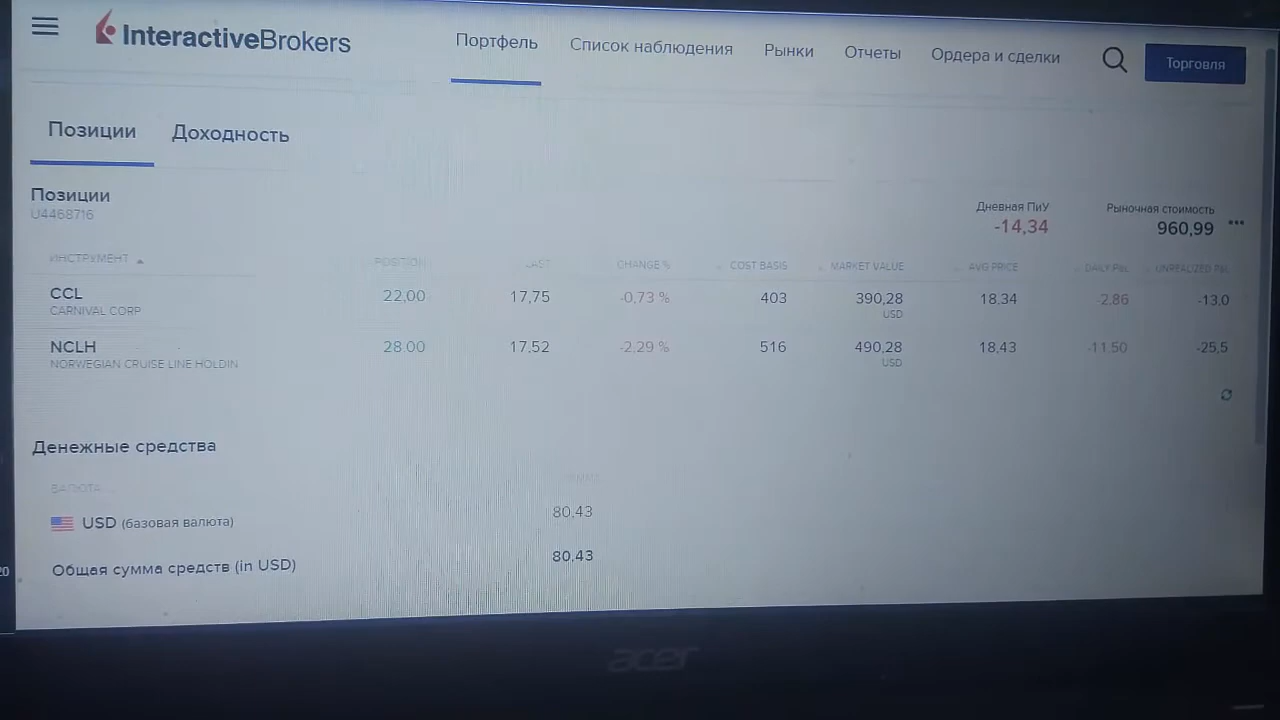 InteractiveBrokers
Портфель Список наблюдения Рынки Отчеты Ордера и сделки Торговля
Позиции Доходность
Позиции
U4468716
Дневная ПиУ Рыночная стоимость
-14,34 960,99
ИНСТРУМЕНТ POSITION LAST CHANGE % COST BASIS MARKET VALUE AVG PRICE DAILY P&L UNREALIZED P&L
CCL 22,00 17,75 -0,73 % 403 390,28 18,34 -2,86 -13,0
CARNIVAL CORP USD
NCLH 28,00 17,52 -2,29 % 516 490,28 18,43 -11,50 -25,5
NORWEGIAN CRUISE LINE HOLDIN USD
Денежные средства
ВАЛЮТА
USD (базовая валюта) 80,43
Общая сумма средств (in USD) 80,43
acer